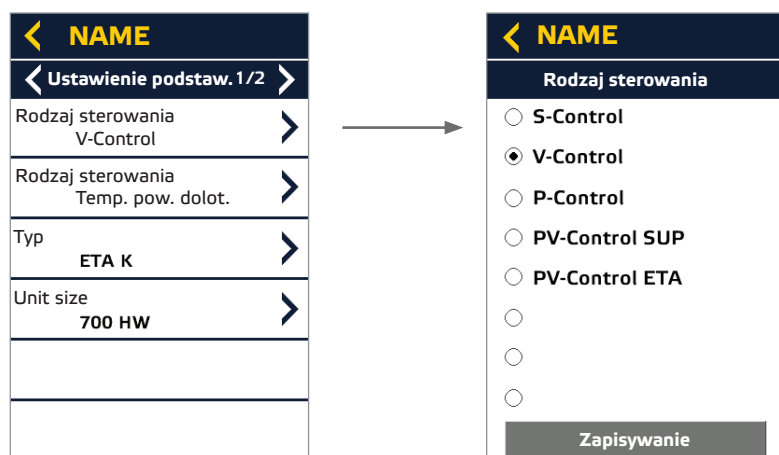 NAME
Ustawienie podstaw. 1/2
Rodzaj sterowania
V-Control
Rodzaj sterowania
Temp. pow. dolot.
Typ
ETA K
Unit size
700 HW
NAME
Rodzaj sterowania
S-Control
V-Control
P-Control
PV-Control SUP
PV-Control ETA
Zapisywanie